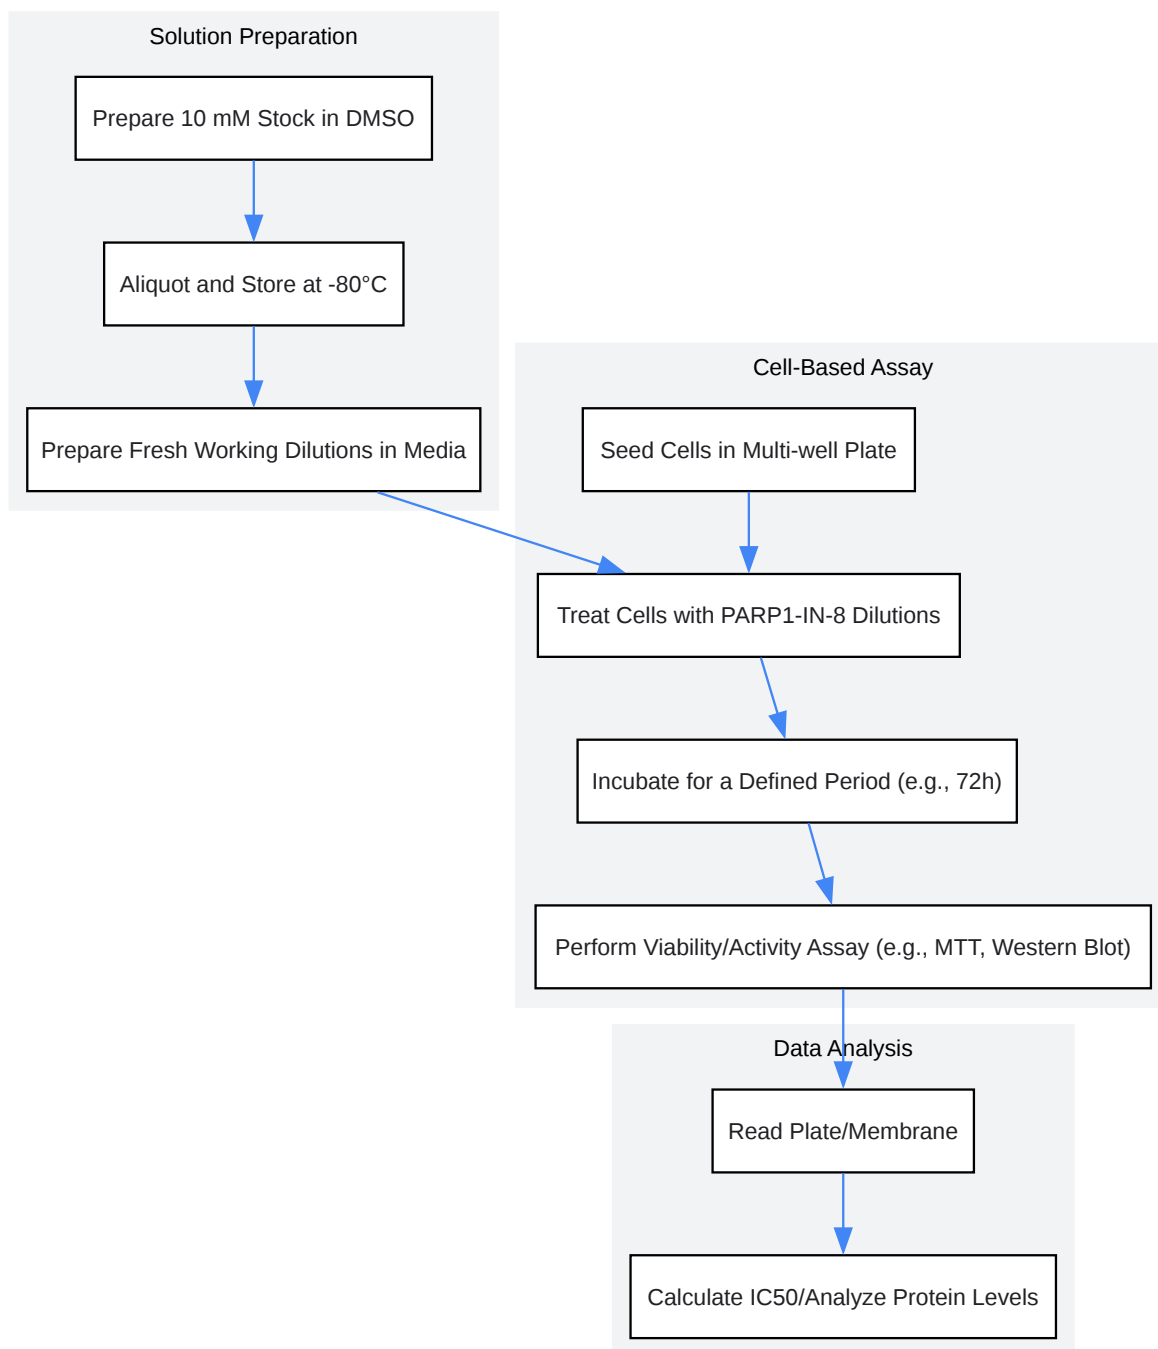 Solution Preparation
Prepare 10 mM Stock in DMSO
Aliquot and Store at -80°C
Prepare Fresh Working Dilutions in Media
Cell-Based Assay
Seed Cells in Multi-well Plate
Treat Cells with PARP1-IN-8 Dilutions
Incubate for a Defined Period (e.g., 72h)
Perform Viability/Activity Assay (e.g., MTT, Western Blot)
Data Analysis
Read Plate/Membrane
Calculate IC50/Analyze Protein Levels